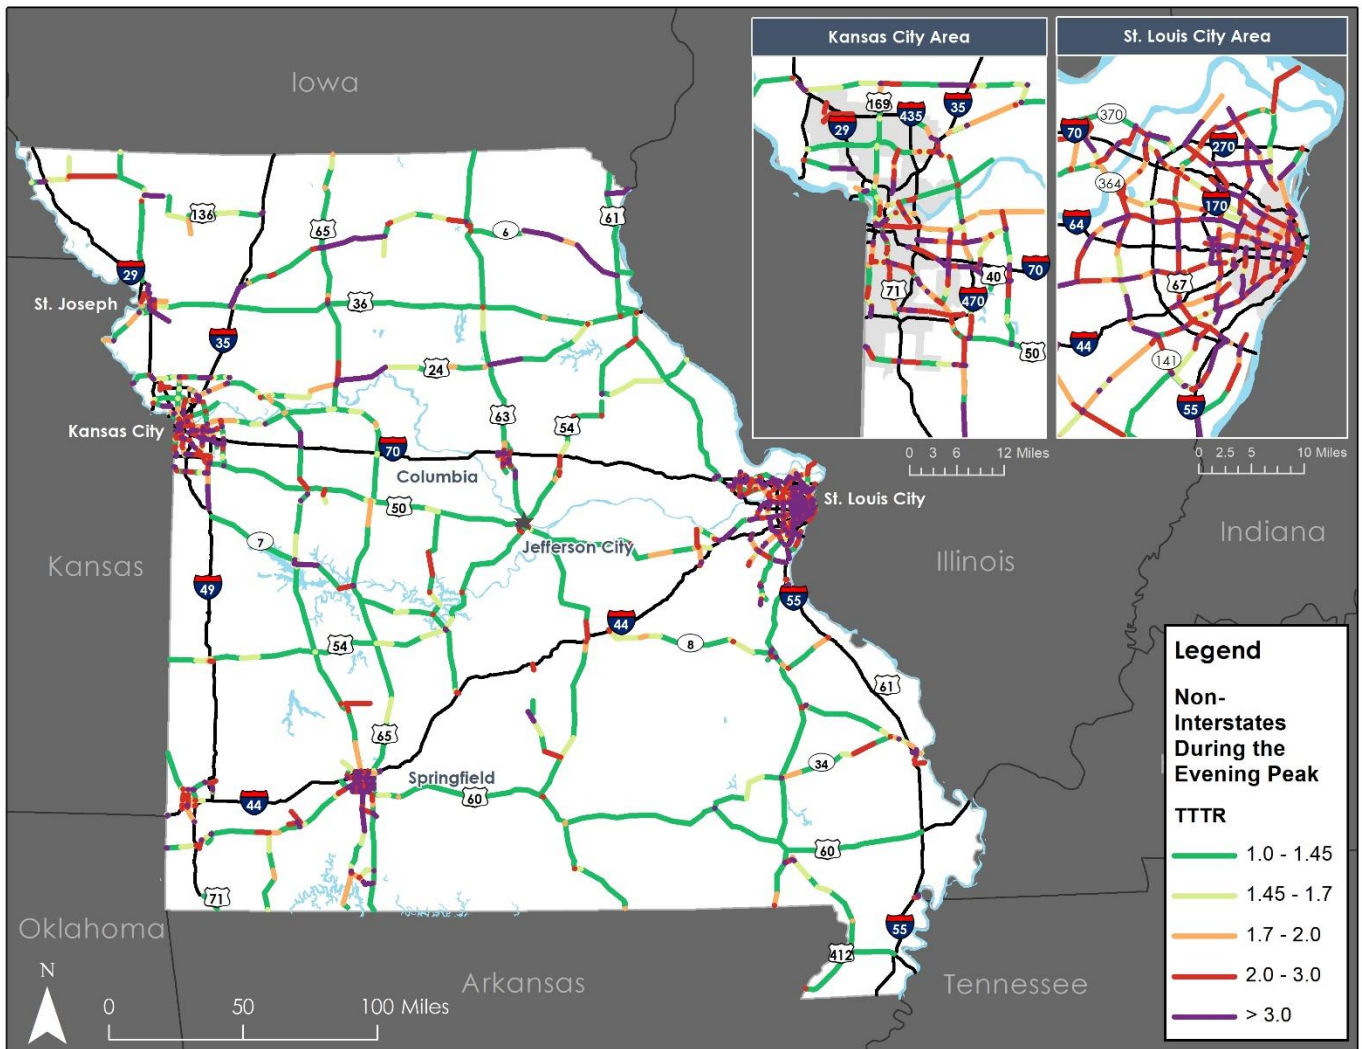 Kansas City Area
St. Louis City Area
169
29
435
35
70
40
71
470
50
0 3 6 12 Miles
370
70
270
364
170
64
67
44
141
55
0 2.5 5 10 Miles
Iowa
136
65
6
61
29
St. Joseph
36
35
24
63
54
Kansas City
70
Columbia
St. Louis City
50
Jefferson City
7
Kansas
Illinois
Indiana
49
55
44
54
8
61
65
34
Springfield
60
44
60
71
Oklahoma
55
412
Arkansas
Tennessee
N
0 50 100 Miles
Legend
Non-
Interstates
During the
Evening Peak
TTTR
1.0 - 1.45
1.45 - 1.7
1.7 - 2.0
2.0 - 3.0
> 3.0